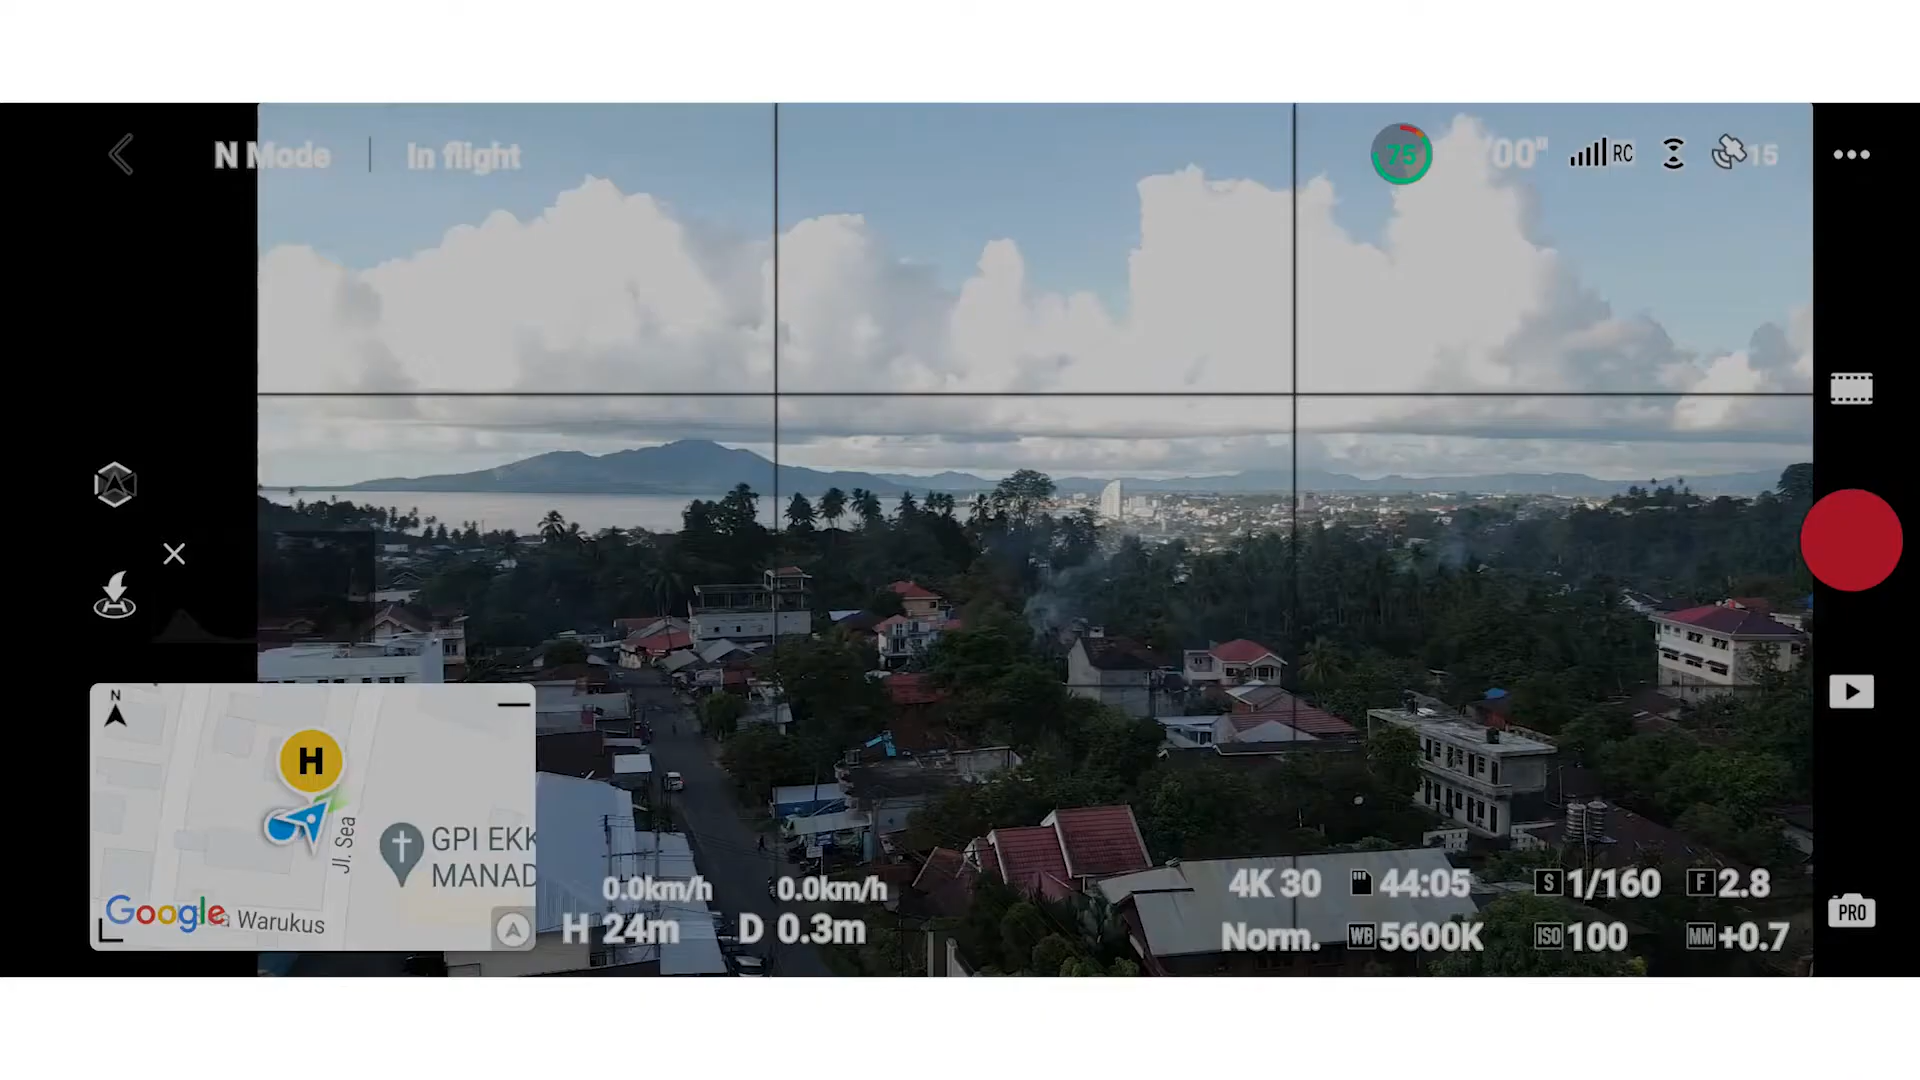 N Mode
In flight
75
00"
RC
15
N
H
Jl. Sea
GPI EKK
MANAD
Google
Warukus
0.0km/h
0.0km/h
H 24m
D 0.3m
4K 30
44:05
S 1/160
F 2.8
Norm.
WB 5600K
ISO 100
MM +0.7
PRO